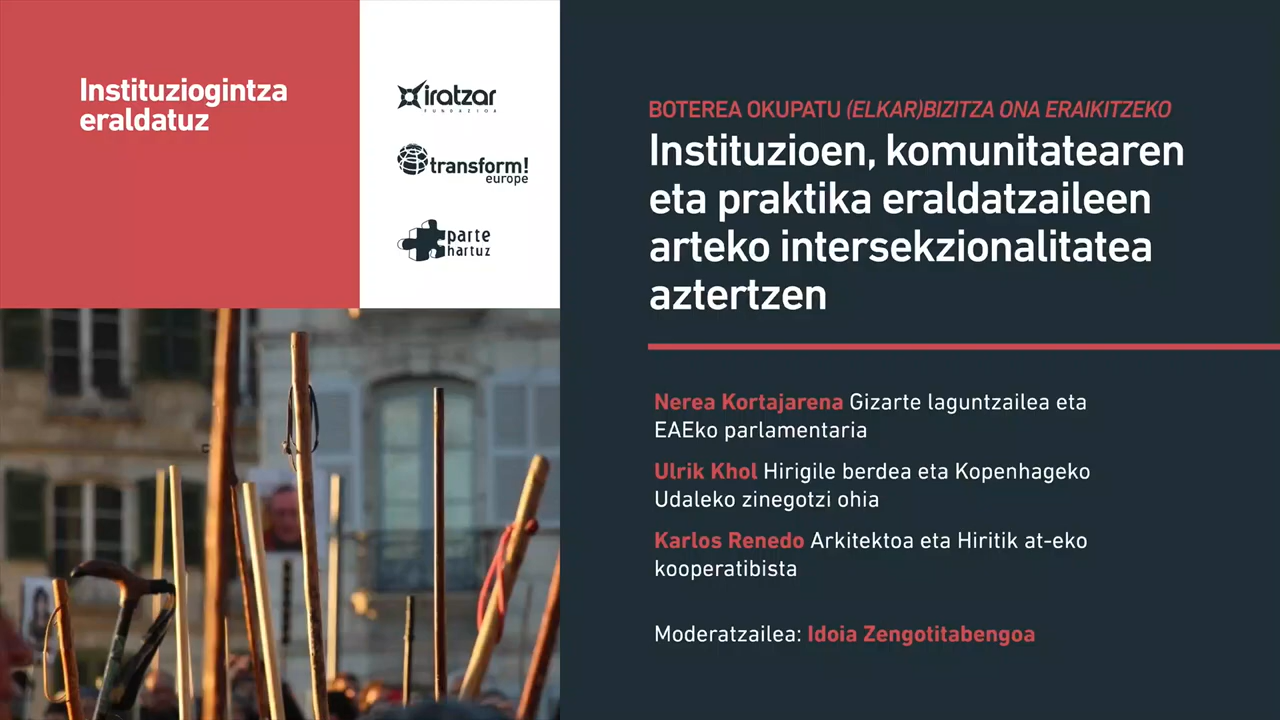 Instituziogintza
eraldatuz
iratzar
FUNDAZIOA
transform!
europe
parte
hartuz
BOTEREA OKUPATU (ELKAR)BIZITZA ONA ERAIKITZEKO
Instituzioen, komunitatearen
eta praktika eraldatzaileen
arteko intersekzionalitatea
aztertzen
Nerea Kortajarena Gizarte laguntzailea eta
EAEko parlamentaria
Ulrik Khol Hirigile berdea eta Kopenhageko
Udaleko zinegotzi ohia
Karlos Renedo Arkitektoa eta Hiritik at-eko
kooperatibista
Moderatzailea: Idoia Zengotitabengoa